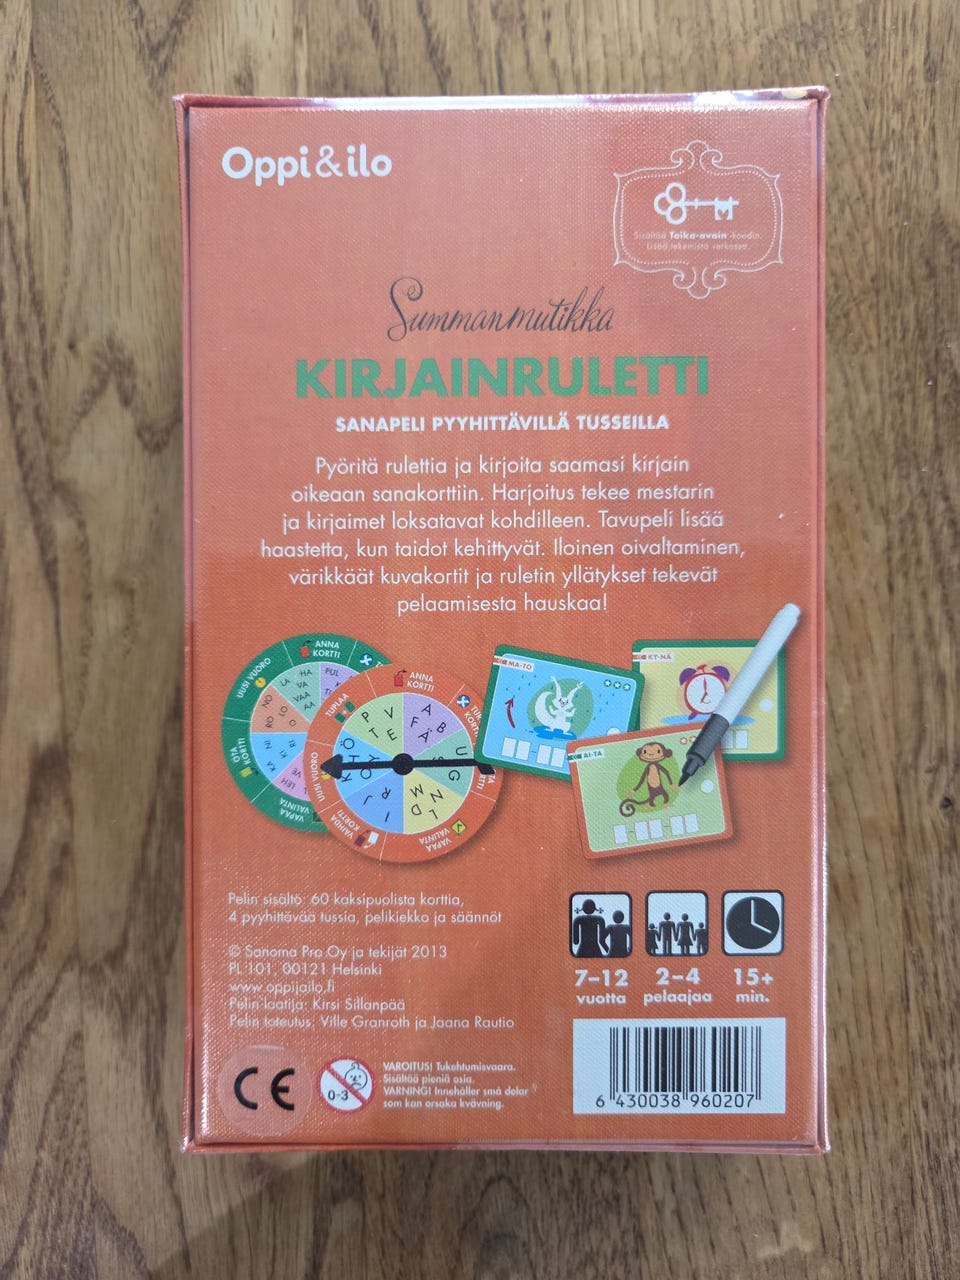 Oppi&ilo
Sisältää Taika-avain -koodin.
Lisää tekemistä verkossa.
Summanmutikka
KIRJAINRULETTI
SANAPELI PYYHITTÄVILLÄ TUSSEILLA
Pyöritä rulettia ja kirjoita saamasi kirjain
oikeaan sanakorttiin. Harjoitus tekee mestarin
ja kirjaimet loksatavat kohdilleen. Tavupeli lisää
haastetta, kun taidot kehittyvät. Iloinen oivaltaminen,
värikkäät kuvakortit ja ruletin yllätykset tekevät
pelaamisesta hauskaa!
UUSI VUORO
ANNA
KORTTI
OTA
KORTTI
VAPAA
VALINTA
TUPLAA
ANNA
KORTTI
UUSI VUORO
VAIHDA
KORTTI
VAPAA
VALINTA
MA-TO
KY-NÄ
AI-TA
Pelin sisältö: 60 kaksipuolista korttia,
4 pyyhittävää tussia, pelikiekko ja säännöt
© Sanoma Pro Oy ja tekijät 2013
PL 101, 00121 Helsinki
www.oppijailo.fi
Pelin laatija: Kirsi Sillanpää
Pelin toteutus: Ville Granroth ja Jaana Rautio
7–12
vuotta
2–4
pelaajaa
15+
min.
CE
0-3
VAROITUS! Tukehtumisvaara.
Sisältää pieniä osia.
VARNING! Innehåller små delar
som kan orsaka kvävning.
6 430038 960207